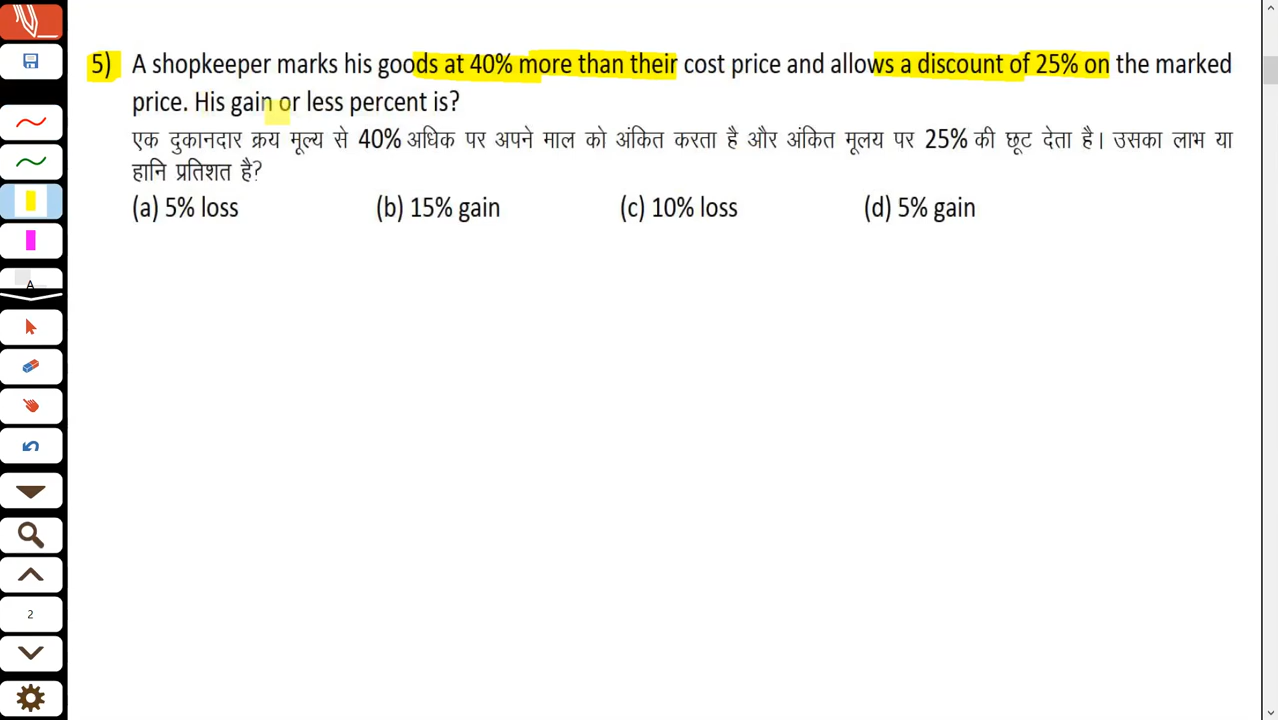 5) A shopkeeper marks his goods at 40% more than their cost price and allows a discount of 25% on the marked
price. His gain or less percent is?
एक दुकानदार क्रय मूल्य से 40% अधिक पर अपने माल को अंकित करता है और अंकित मूलय पर 25% की छूट देता है। उसका लाभ या
हानि प्रतिशत है?
(a) 5% loss (b) 15% gain (c) 10% loss (d) 5% gain
A
2